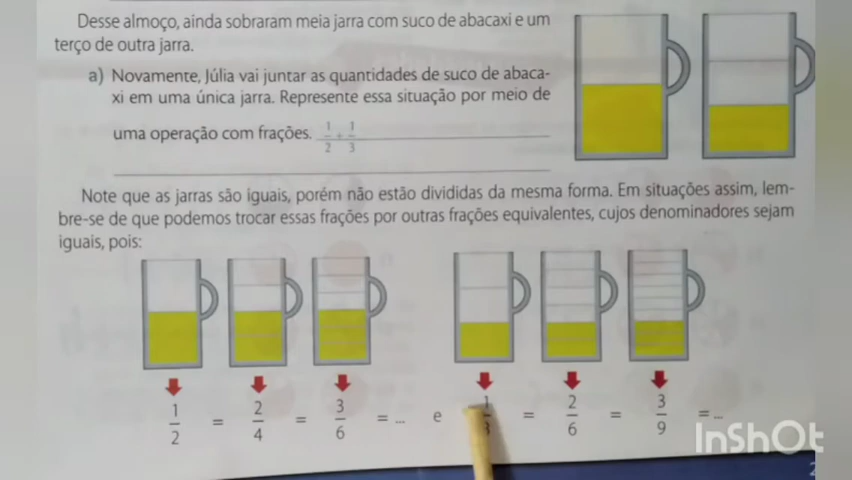 Desse almoço, ainda sobraram meia jarra com suco de abacaxi e um
terço de outra jarra.
a) Novamente, Júlia vai juntar as quantidades de suco de abaca-
xi em uma única jarra. Represente essa situação por meio de
uma operação com frações. 1/2 + 1/3
Note que as jarras são iguais, porém não estão divididas da mesma forma. Em situações assim, lem-
bre-se de que podemos trocar essas frações por outras frações equivalentes, cujos denominadores sejam
iguais, pois:
1/2 = 2/4 = 3/6 = ... e 1/3 = 2/6 = 3/9 = ...
InShOt
2